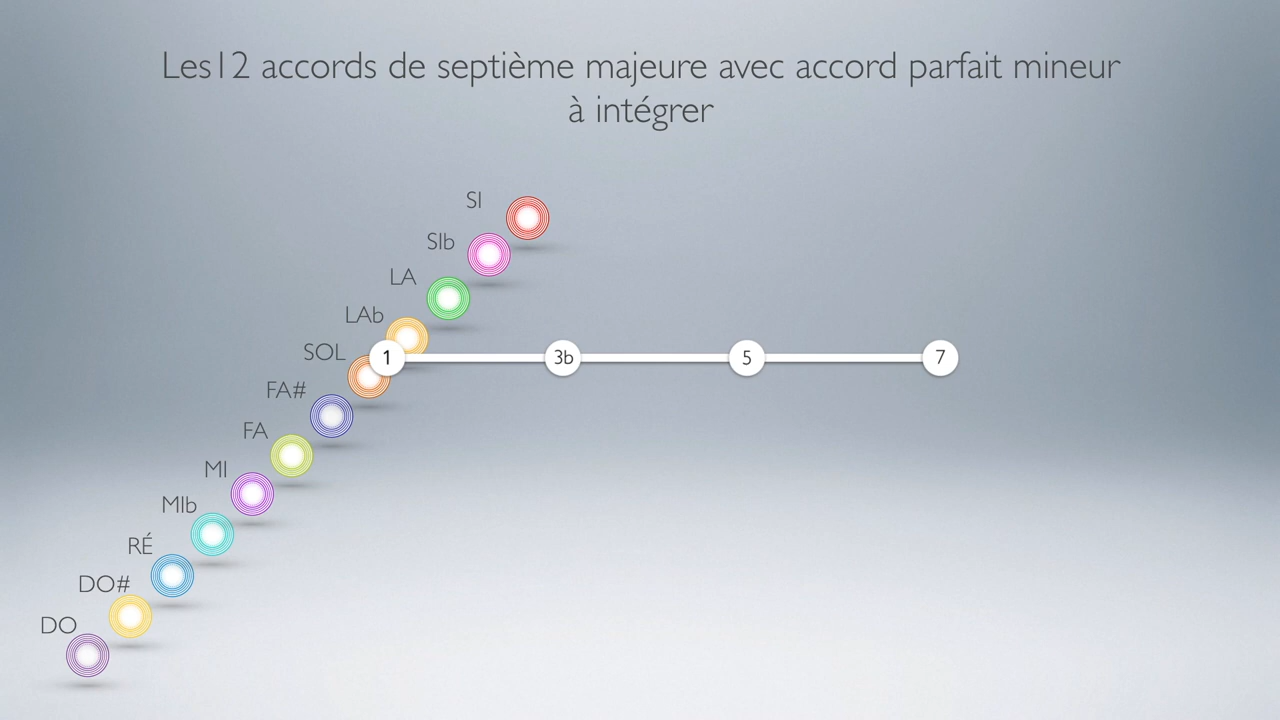 Les12 accords de septième majeure avec accord parfait mineur
à intégrer
SI
SIb
LA
LAb
SOL
1 3b 5 7
FA#
FA
MI
MIb
RÉ
DO#
DO